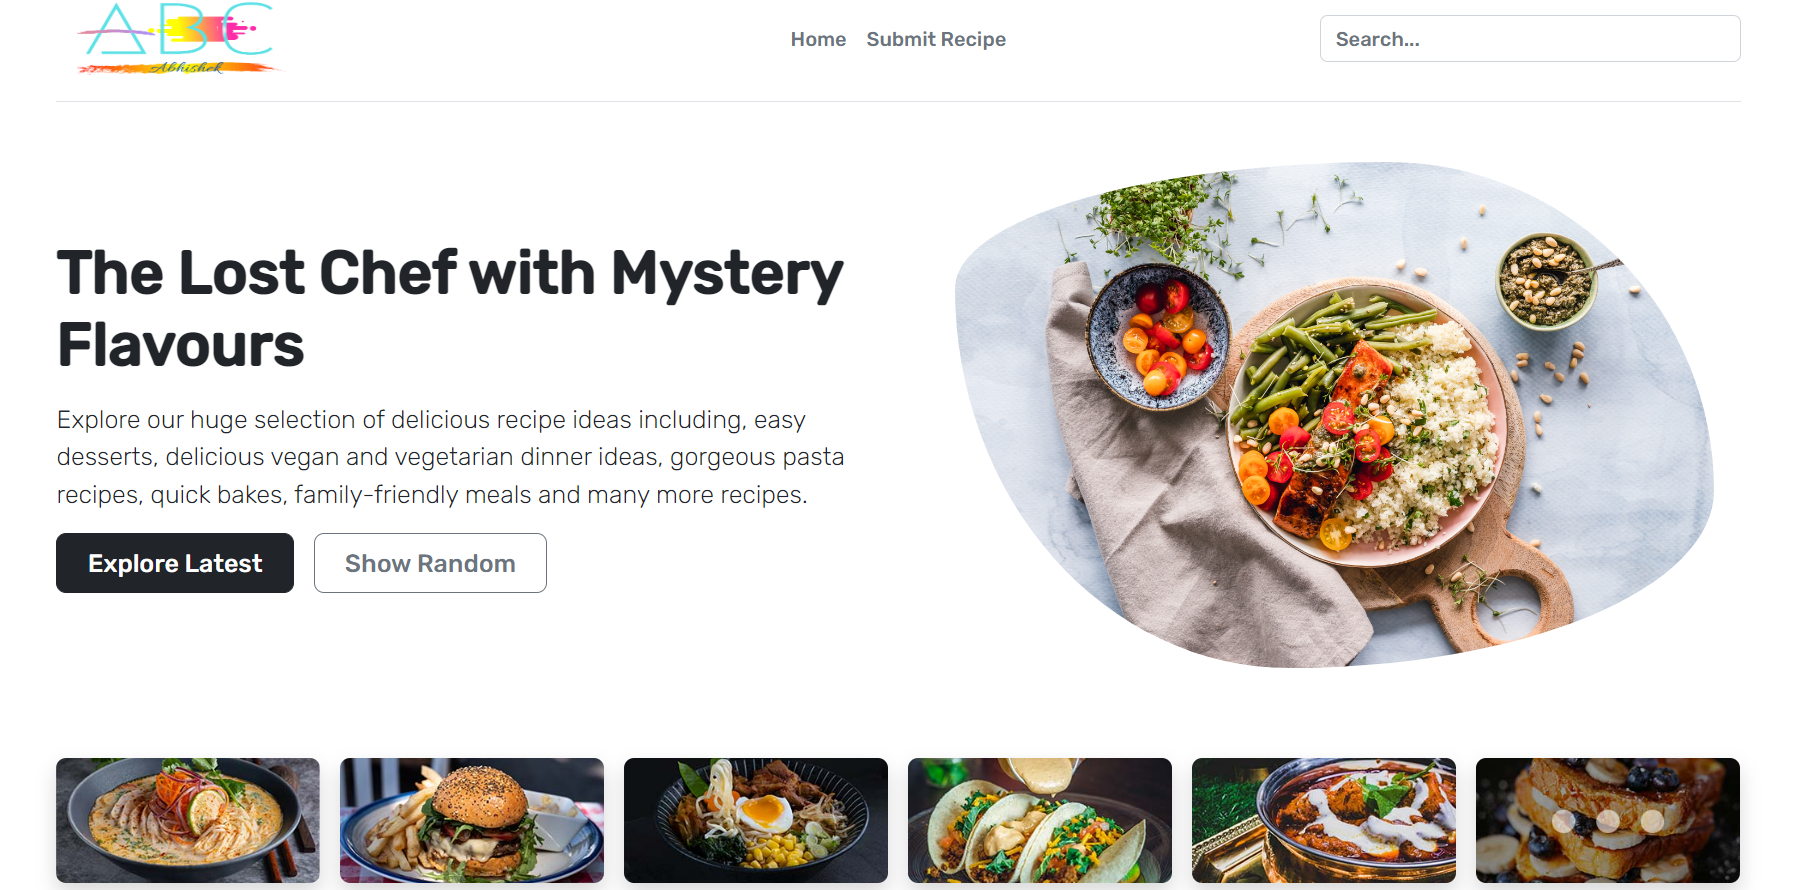 ABC
Abhishek
Home
Submit Recipe
Search...
The Lost Chef with Mystery
Flavours
Explore our huge selection of delicious recipe ideas including, easy
desserts, delicious vegan and vegetarian dinner ideas, gorgeous pasta
recipes, quick bakes, family-friendly meals and many more recipes.
Explore Latest
Show Random